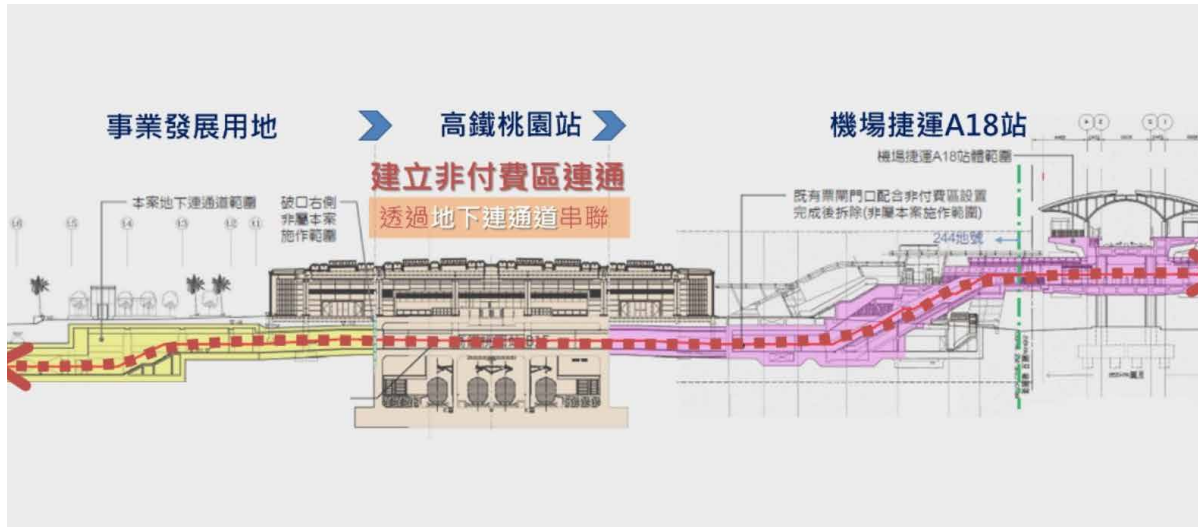 事業發展用地
高鐵桃園站
機場捷運A18站
建立非付費區連通
透過地下連通道串聯
本案地下連通道範圍
破口右側
非屬本案
施作範圍
機場捷運A18站體範圍
既有票閘門口配合非付費區設置
完成後拆除(非屬本案施作範圍)
244地號